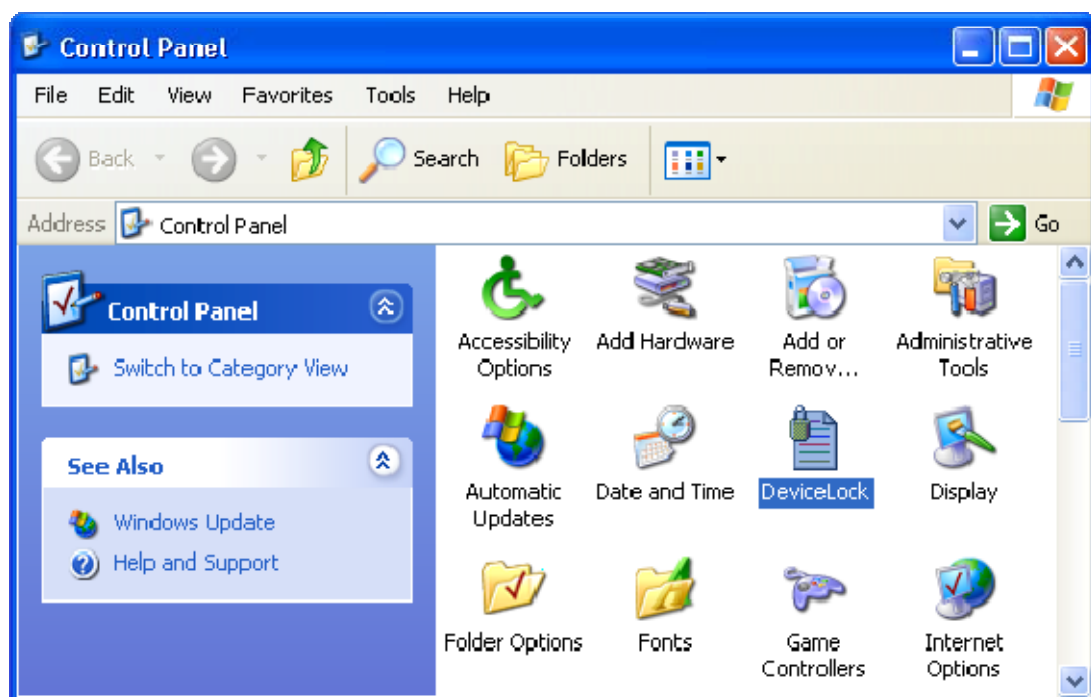 Control Panel
File Edit View Favorites Tools Help
Back Search Folders
Address Control Panel Go
Control Panel
Switch to Category View
See Also
Windows Update
Help and Support
Accessibility Options
Add Hardware
Add or Remov...
Administrative Tools
Automatic Updates
Date and Time
DeviceLock
Display
Folder Options
Fonts
Game Controllers
Internet Options